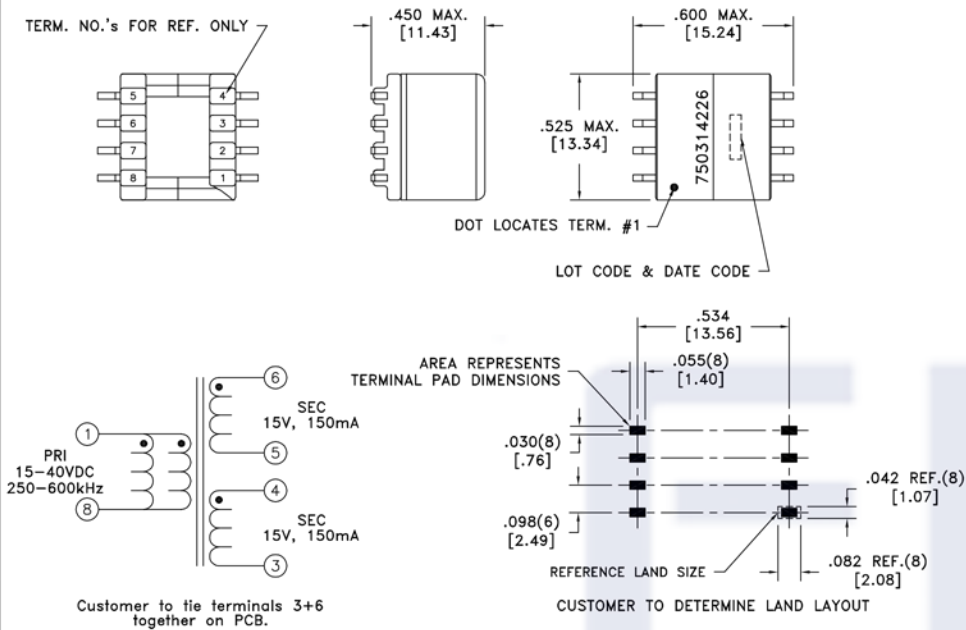 TERM. NO.'s FOR REF. ONLY
.450 MAX.
[11.43]
.600 MAX.
[15.24]
5
4
6
3
7
2
8
1
.525 MAX.
[13.34]
750314226
DOT LOCATES TERM. #1
LOT CODE & DATE CODE
.534
[13.56]
AREA REPRESENTS
TERMINAL PAD DIMENSIONS
.055(8)
[1.40]
.030(8)
[.76]
.098(6)
[2.49]
.042 REF.(8)
[1.07]
.082 REF.(8)
[2.08]
REFERENCE LAND SIZE
CUSTOMER TO DETERMINE LAND LAYOUT
1
PRI
15-40VDC
250-600kHz
8
6
SEC
15V, 150mA
5
4
SEC
15V, 150mA
3
Customer to tie terminals 3+6
together on PCB.